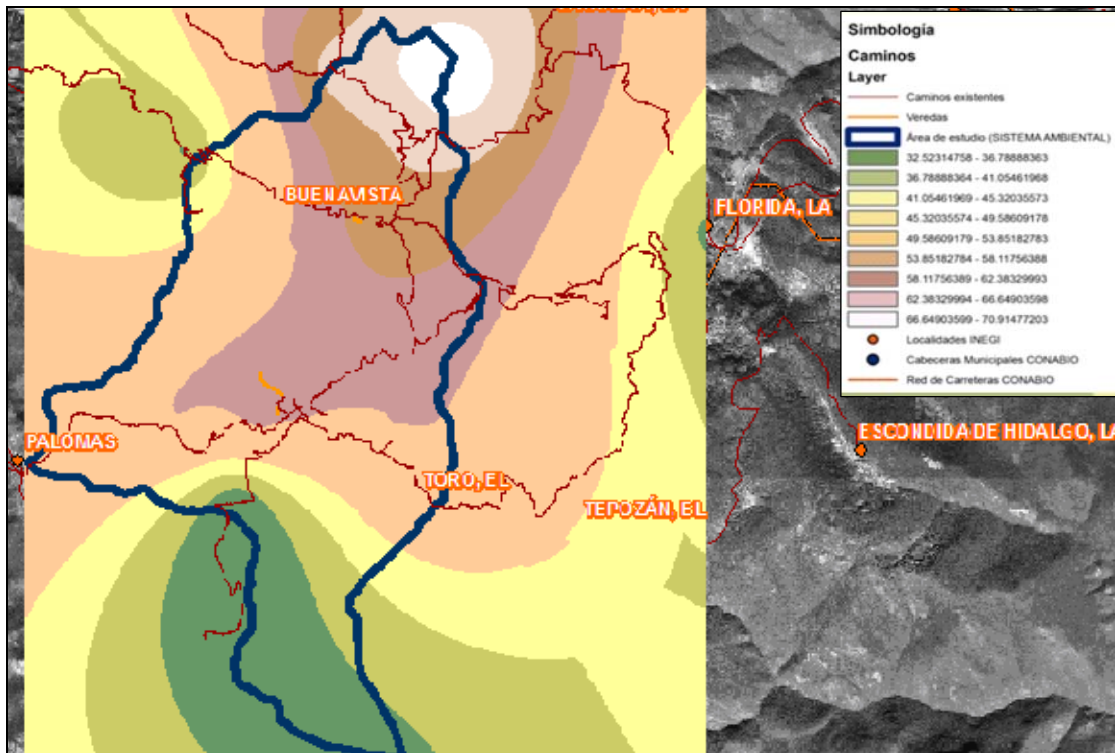 Simbología
Caminos
Layer
Caminos existentes
Veredas
Área de estudio (SISTEMA AMBIENTAL)
32.52314758 - 36.78888363
36.78888364 - 41.05461968
41.05461969 - 45.32035573
45.32035574 - 49.58609178
49.58609179 - 53.85182783
53.85182784 - 58.11756388
58.11756389 - 62.38329993
62.38329994 - 66.64903598
66.64903599 - 70.91477203
Localidades INEGI
Cabeceras Municipales CONABIO
Red de Carreteras CONABIO
BUENAVISTA
FLORIDA, LA
PALOMAS
ESCONDIDA DE HIDALGO, LA
TORO, EL
TEPOZÁN, EL